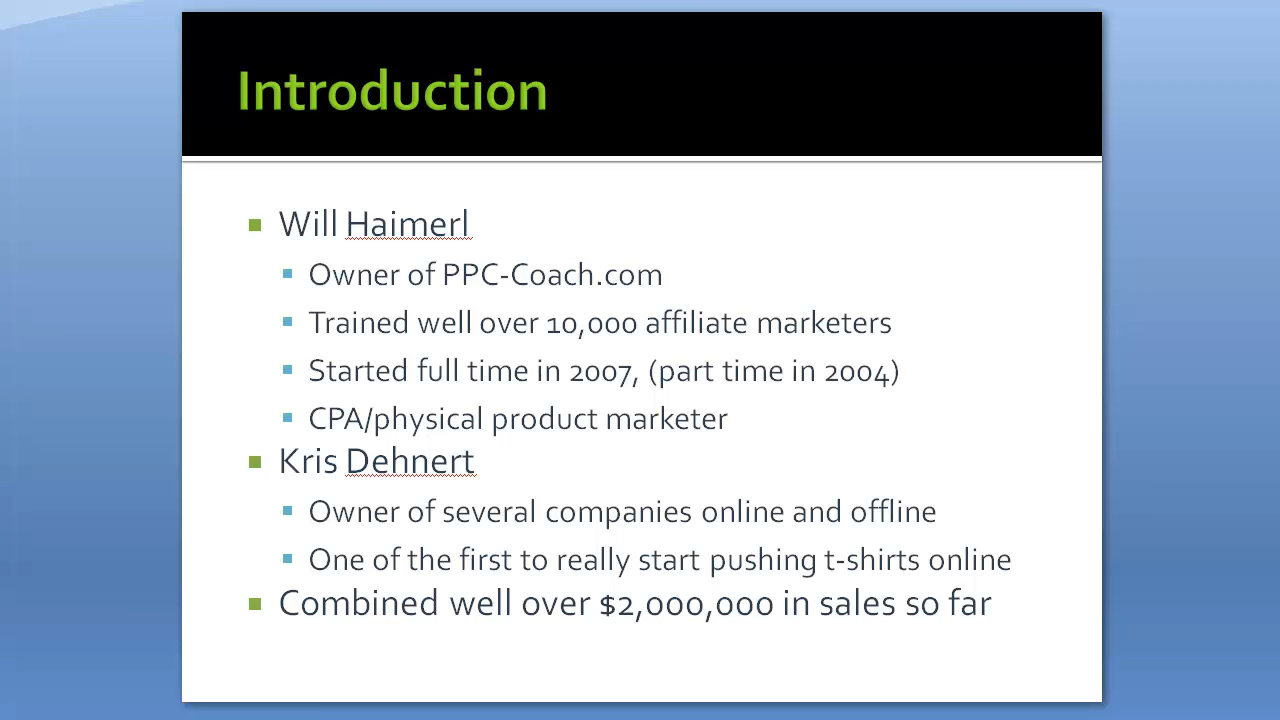 Introduction
Will Haimerl
Owner of PPC-Coach.com
Trained well over 10,000 affiliate marketers
Started full time in 2007, (part time in 2004)
CPA/physical product marketer
Kris Dehnert
Owner of several companies online and offline
One of the first to really start pushing t-shirts online
Combined well over $2,000,000 in sales so far